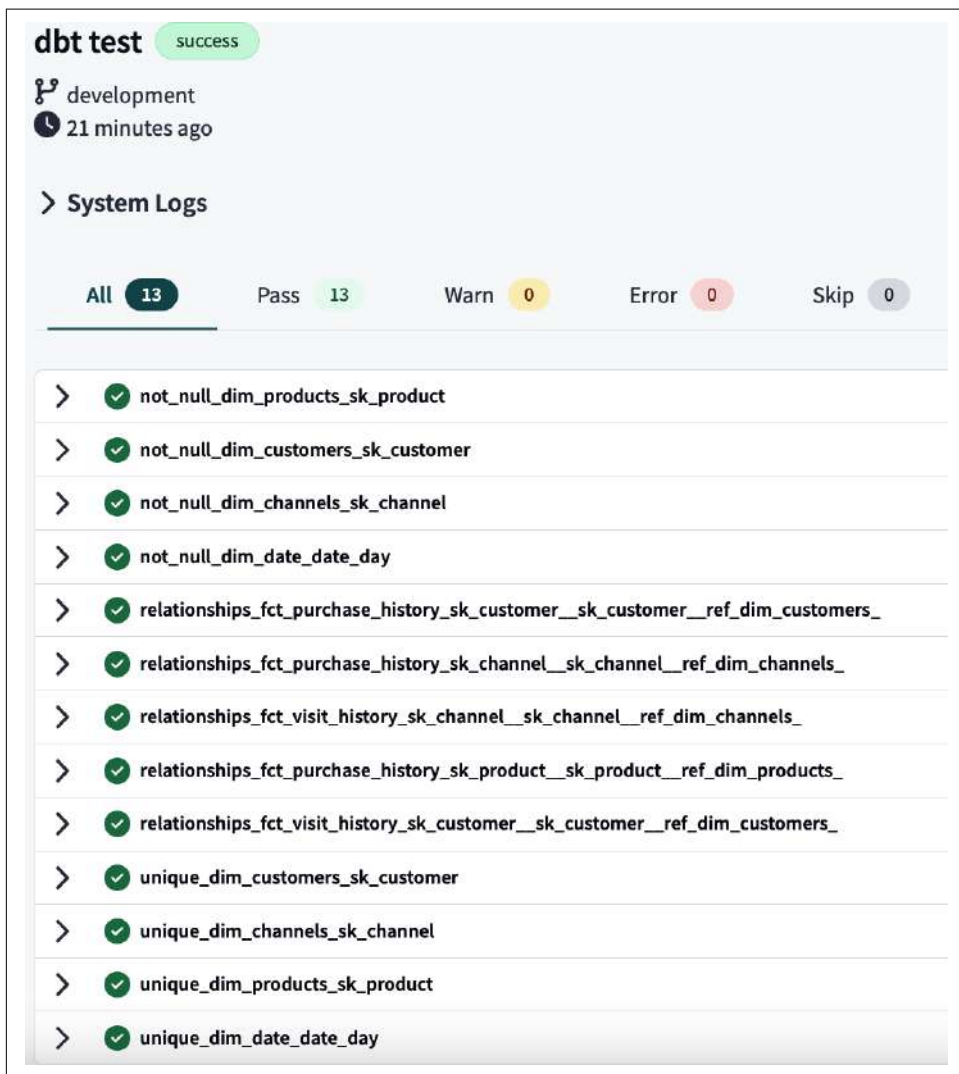 dbt test success
development
21 minutes ago
System Logs
All 13 Pass 13 Warn 0 Error 0 Skip 0
not_null_dim_products_sk_product
not_null_dim_customers_sk_customer
not_null_dim_channels_sk_channel
not_null_dim_date_date_day
relationships_fct_purchase_history_sk_customer__sk_customer__ref_dim_customers_
relationships_fct_purchase_history_sk_channel__sk_channel__ref_dim_channels_
relationships_fct_visit_history_sk_channel__sk_channel__ref_dim_channels_
relationships_fct_purchase_history_sk_product__sk_product__ref_dim_products_
relationships_fct_visit_history_sk_customer__sk_customer__ref_dim_customers_
unique_dim_customers_sk_customer
unique_dim_channels_sk_channel
unique_dim_products_sk_product
unique_dim_date_date_day